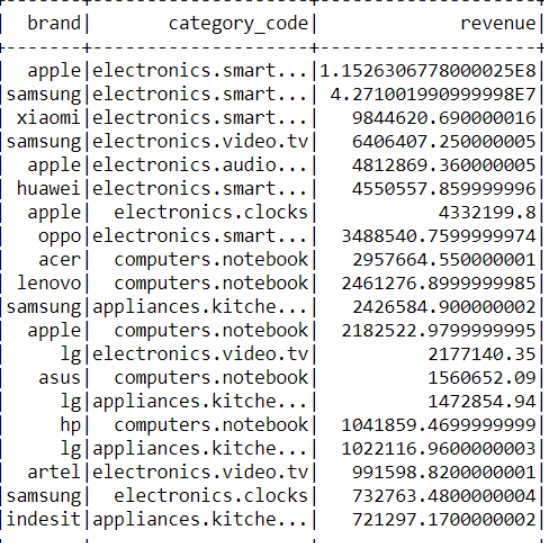 | brand| category_code| revenue|
+-------+--------------------+--------------------+
| apple|electronics.smart...|1.1526306778000025E8|
|samsung|electronics.smart...| 4.271001990999998E7|
| xiaomi|electronics.smart...| 9844620.690000016|
|samsung|electronics.video.tv| 6406407.250000005|
| apple|electronics.audio...| 4812869.360000005|
| huawei|electronics.smart...| 4550557.859999996|
| apple| electronics.clocks| 4332199.8|
| oppo|electronics.smart...| 3488540.7599999974|
| acer| computers.notebook| 2957664.550000001|
| lenovo| computers.notebook| 2461276.8999999985|
|samsung|appliances.kitche...| 2426584.900000002|
| apple| computers.notebook| 2182522.9799999995|
| lg|electronics.video.tv| 2177140.35|
| asus| computers.notebook| 1560652.09|
| lg|appliances.kitche...| 1472854.94|
| hp| computers.notebook| 1041859.4699999999|
| lg|appliances.kitche...| 1022116.9600000003|
| artel|electronics.video.tv| 991598.8200000001|
|samsung| electronics.clocks| 732763.4800000004|
|indesit|appliances.kitche...| 721297.1700000002|